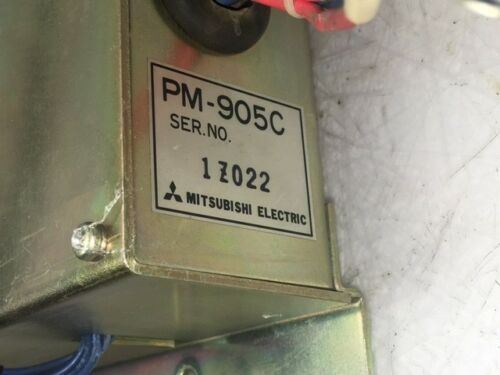 PM-905C
SER.NO.
1Z022
MITSUBISHI ELECTRIC